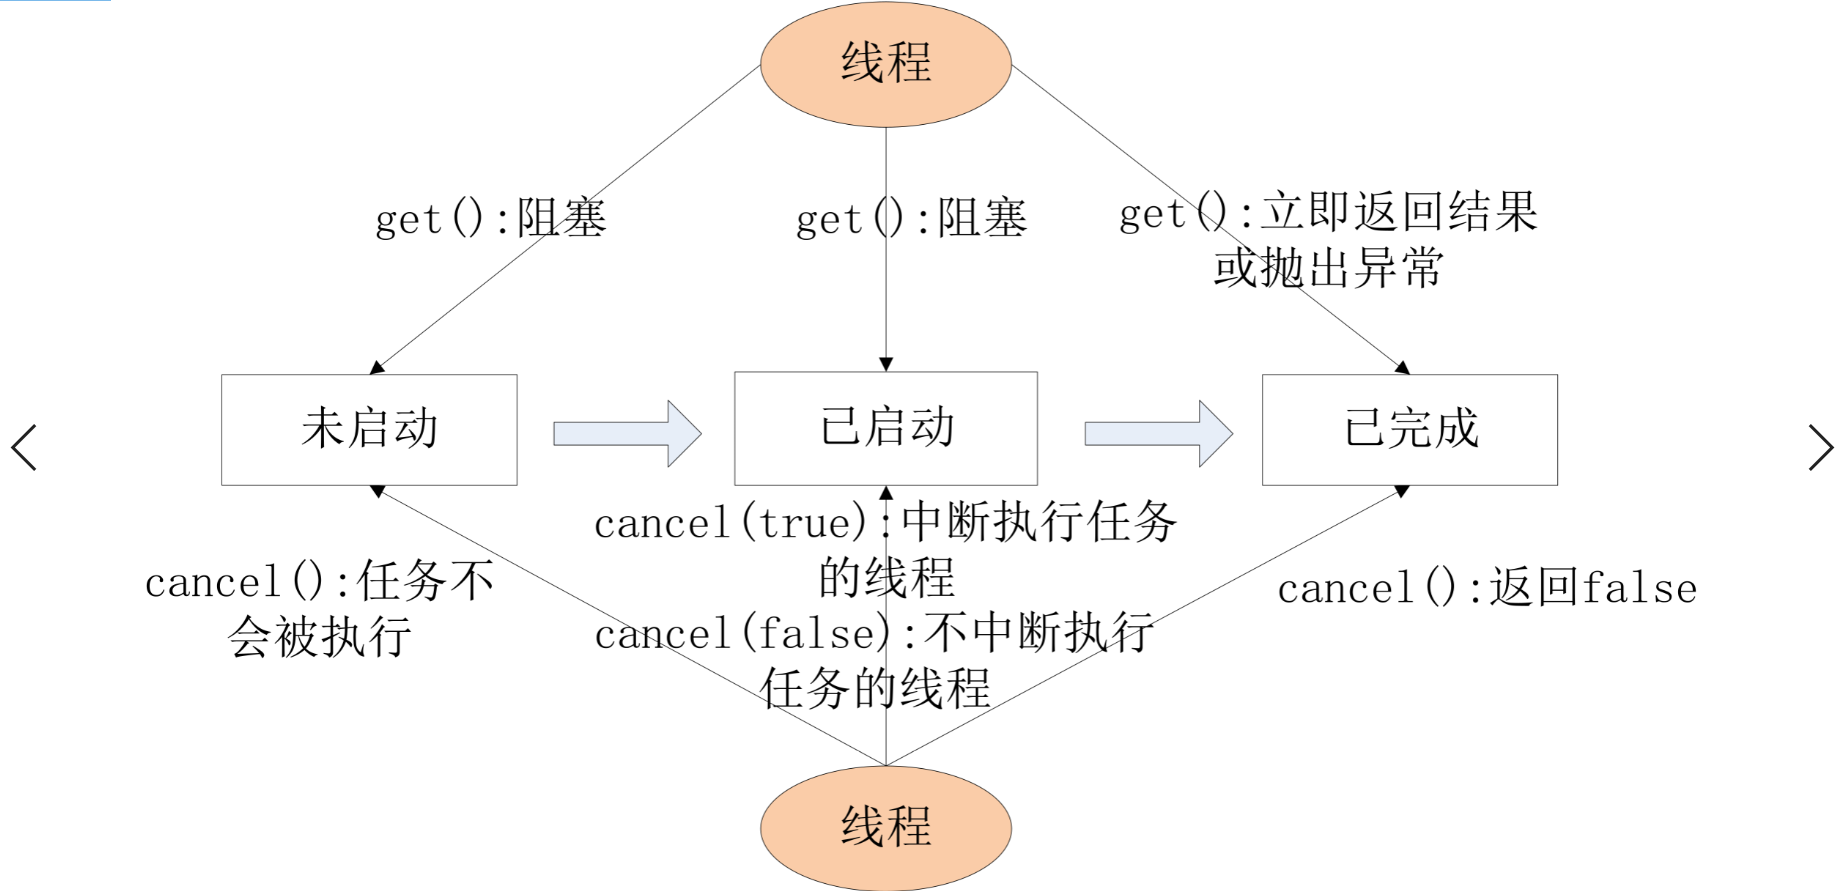 线程
get():阻塞
get():阻塞
get():立即返回结果
或抛出异常
未启动
已启动
已完成
cancel(true):中断执行任务
的线程
cancel():任务不
会被执行
cancel():返回false
cancel(false):不中断执行
任务的线程
线程